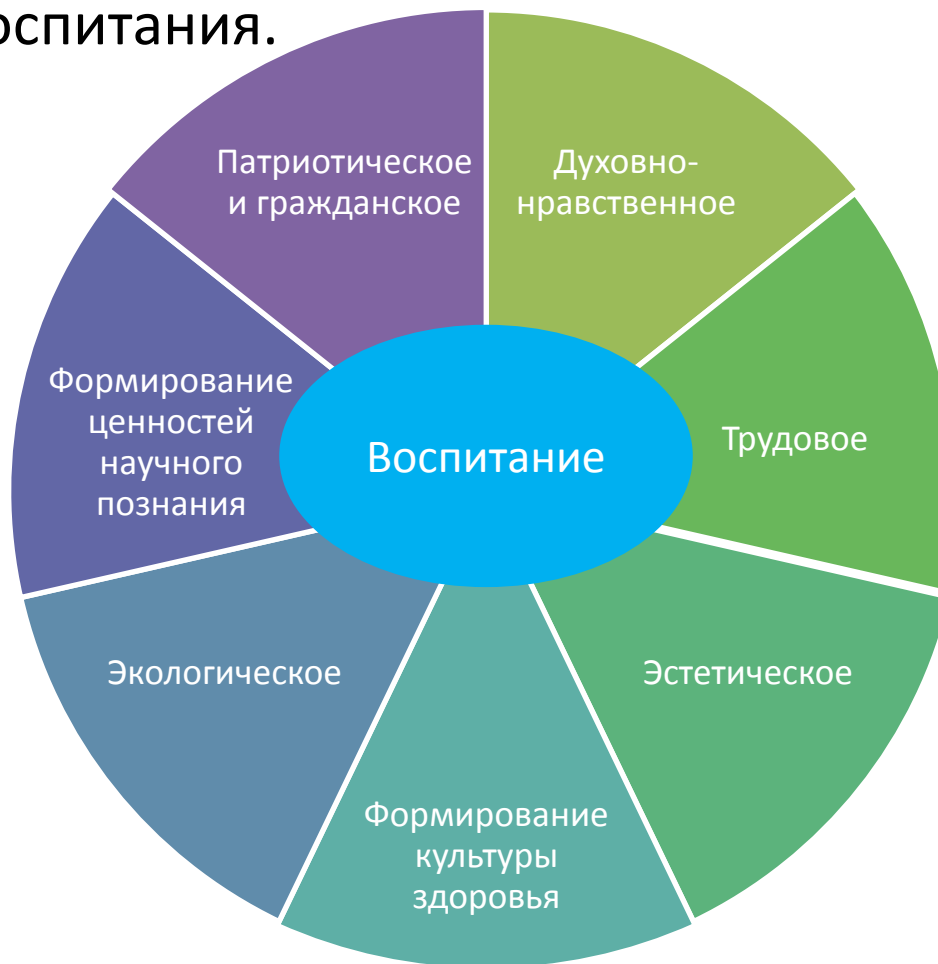 оспитания.
Патриотическое
и гражданское
Духовно-
нравственное
Формирование
ценностей
научного
познания
Воспитание
Трудовое
Экологическое
Эстетическое
Формирование
культуры
здоровья